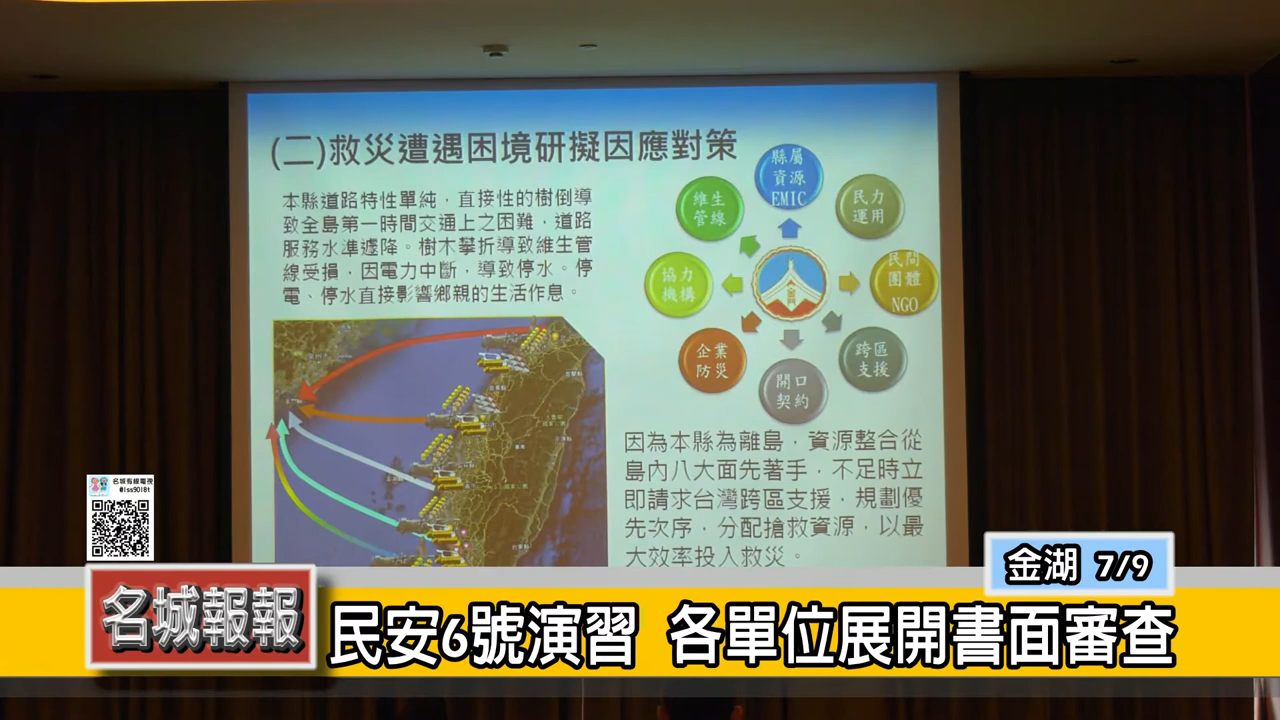 (二)救災遭遇困境研擬因應對策
本縣道路特性單純，直接性的樹倒導
致全島第一時間交通上之困難，道路
服務水準遽降。樹木攀折導致維生管
線受損，因電力中斷，導致停水。停
電、停水直接影響鄉親的生活作息。
縣屬
資源
EMIC
維生
管線
民力
運用
協力
機構
民間
團體
NGO
企業
防災
跨區
支援
開口
契約
因為本縣為離島，資源整合從
島內八大面先著手，不足時立
即請求台灣跨區支援，規劃優
先次序，分配搶救資源，以最
大效率投入救災。
名城有線電視
@lss9018t
金湖 7/9
名城報報
民安6號演習 各單位展開書面審查